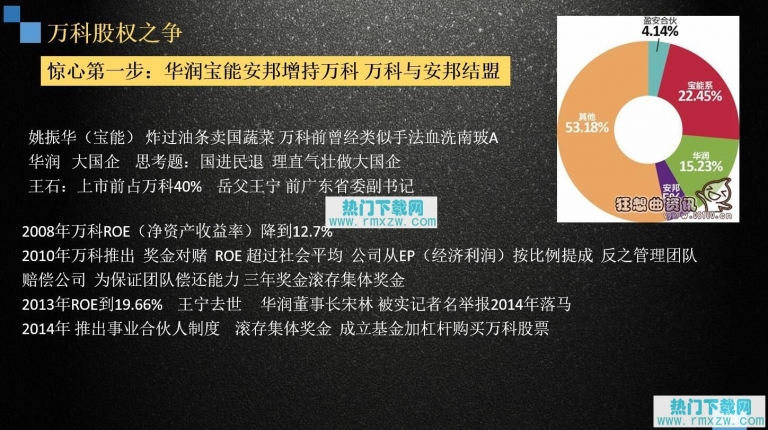 万科股权之争
惊心第一步：华润宝能安邦增持万科 万科与安邦结盟
盈安合伙
4.14%
宝能系
22.45%
其他
53.18%
华润
15.23%
安邦
5%
狂想曲资讯
姚振华（宝能） 炸过油条卖国蔬菜 万科前曾经类似手法血洗南玻A
华润 大国企 思考题：国进民退 理直气壮做大国企
王石：上市前占万科40% 岳父王宁 前广东省委副书记
热门下载网
www.rmxzw.com
2008年万科ROE（净资产收益率）降到12.7%
2010年万科推出 奖金对赌 ROE 超过社会平均 公司从EP（经济利润）按比例提成 反之管理团队
赔偿公司 为保证团队偿还能力 三年奖金滚存集体奖金
2013年ROE到19.66% 王宁去世 华润董事长宋林 被实记者名举报2014年落马
2014年 推出事业合伙人制度 滚存集体奖金 成立基金加杠杆购买万科股票
热门下载网
www.rmxzw.com